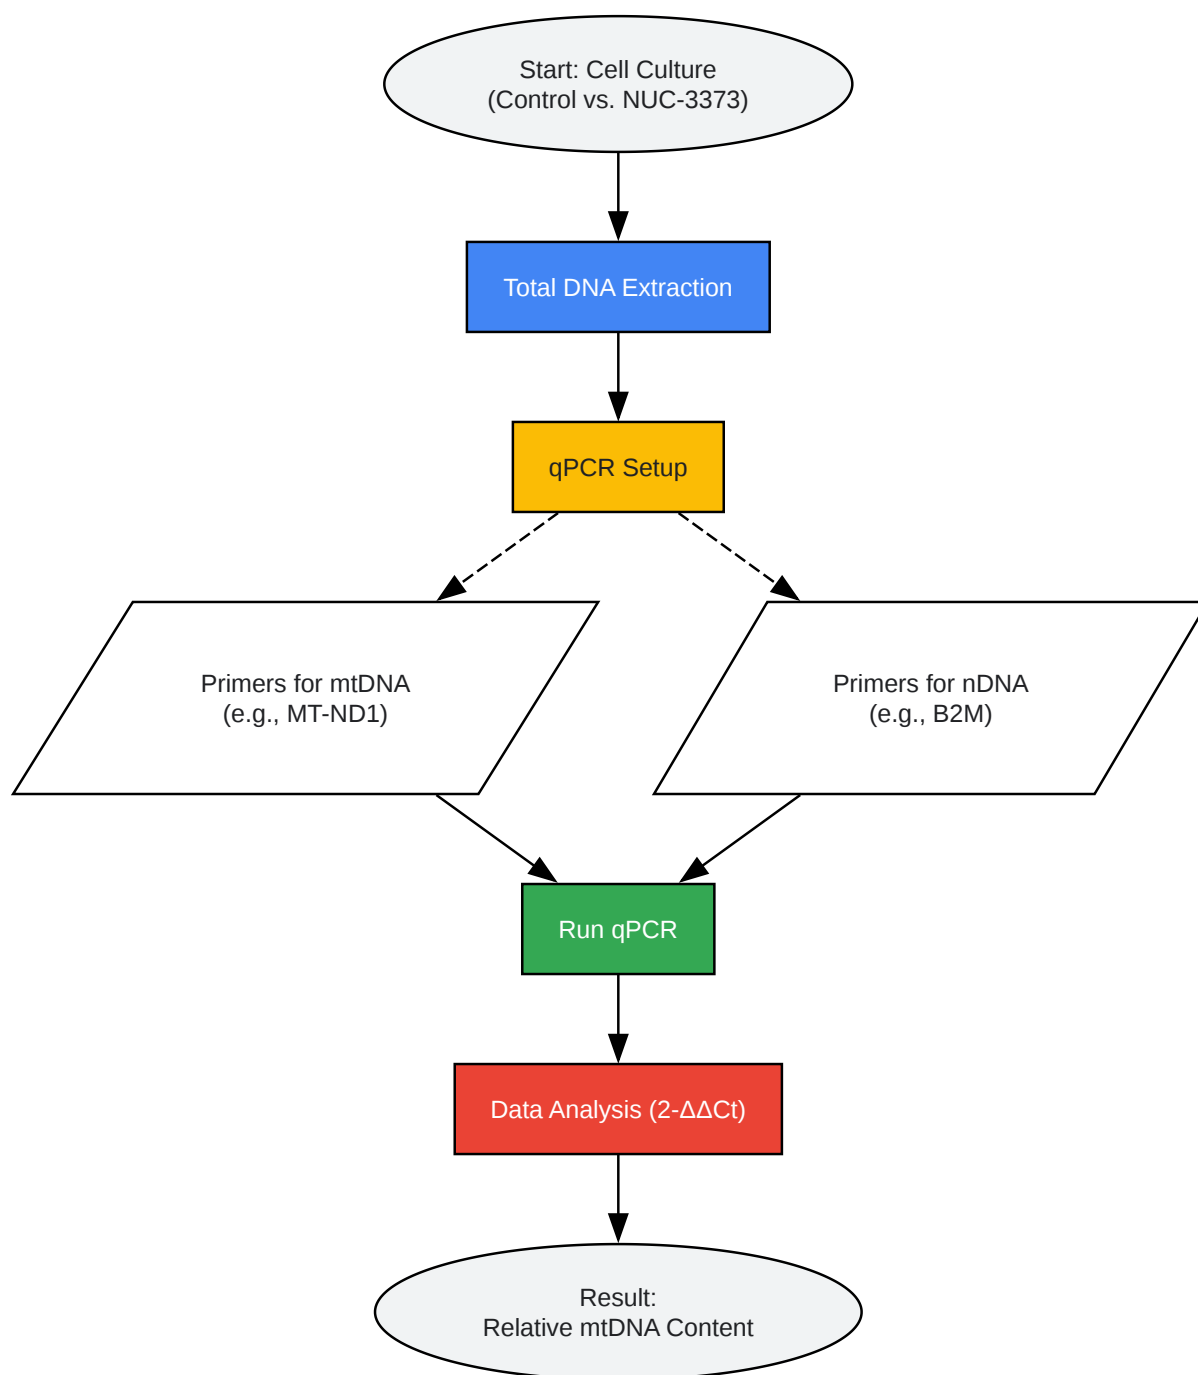 Start: Cell Culture
(Control vs. NUC-3373)
Total DNA Extraction
qPCR Setup
Primers for mtDNA
(e.g., MT-ND1)
Primers for nDNA
(e.g., B2M)
Run qPCR
Data Analysis (2-ΔΔCt)
Result:
Relative mtDNA Content